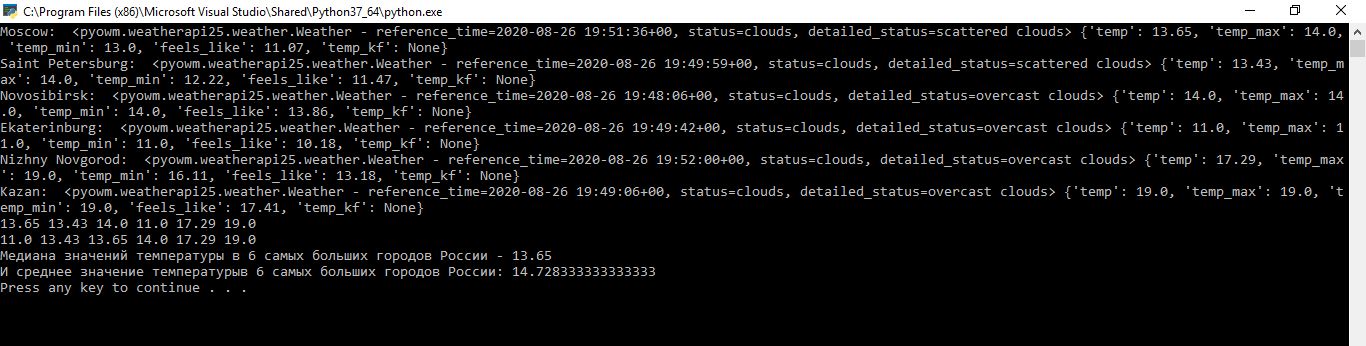 C:\Program Files (x86)\Microsoft Visual Studio\Shared\Python37_64\python.exe
Moscow:  <pyowm.weatherapi25.weather.Weather - reference_time=2020-08-26 19:51:36+00, status=clouds, detailed_status=scattered clouds> {'temp': 13.65, 'temp_max': 14.0,
 'temp_min': 13.0, 'feels_like': 11.07, 'temp_kf': None}
Saint Petersburg:  <pyowm.weatherapi25.weather.Weather - reference_time=2020-08-26 19:49:59+00, status=clouds, detailed_status=scattered clouds> {'temp': 13.43, 'temp_m
ax': 14.0, 'temp_min': 12.22, 'feels_like': 11.47, 'temp_kf': None}
Novosibirsk:  <pyowm.weatherapi25.weather.Weather - reference_time=2020-08-26 19:48:06+00, status=clouds, detailed_status=overcast clouds> {'temp': 14.0, 'temp_max': 14
.0, 'temp_min': 14.0, 'feels_like': 13.86, 'temp_kf': None}
Ekaterinburg:  <pyowm.weatherapi25.weather.Weather - reference_time=2020-08-26 19:49:42+00, status=clouds, detailed_status=overcast clouds> {'temp': 11.0, 'temp_max': 1
1.0, 'temp_min': 11.0, 'feels_like': 10.18, 'temp_kf': None}
Nizhny Novgorod:  <pyowm.weatherapi25.weather.Weather - reference_time=2020-08-26 19:52:00+00, status=clouds, detailed_status=overcast clouds> {'temp': 17.29, 'temp_max
': 19.0, 'temp_min': 16.11, 'feels_like': 13.18, 'temp_kf': None}
Kazan:  <pyowm.weatherapi25.weather.Weather - reference_time=2020-08-26 19:49:06+00, status=clouds, detailed_status=overcast clouds> {'temp': 19.0, 'temp_max': 19.0, 't
emp_min': 19.0, 'feels_like': 17.41, 'temp_kf': None}
13.65 13.43 14.0 11.0 17.29 19.0
11.0 13.43 13.65 14.0 17.29 19.0
Медиана значений температуры в 6 самых больших городов России - 13.65
И среднее значение температурыв 6 самых больших городов России: 14.728333333333333
Press any key to continue . . .